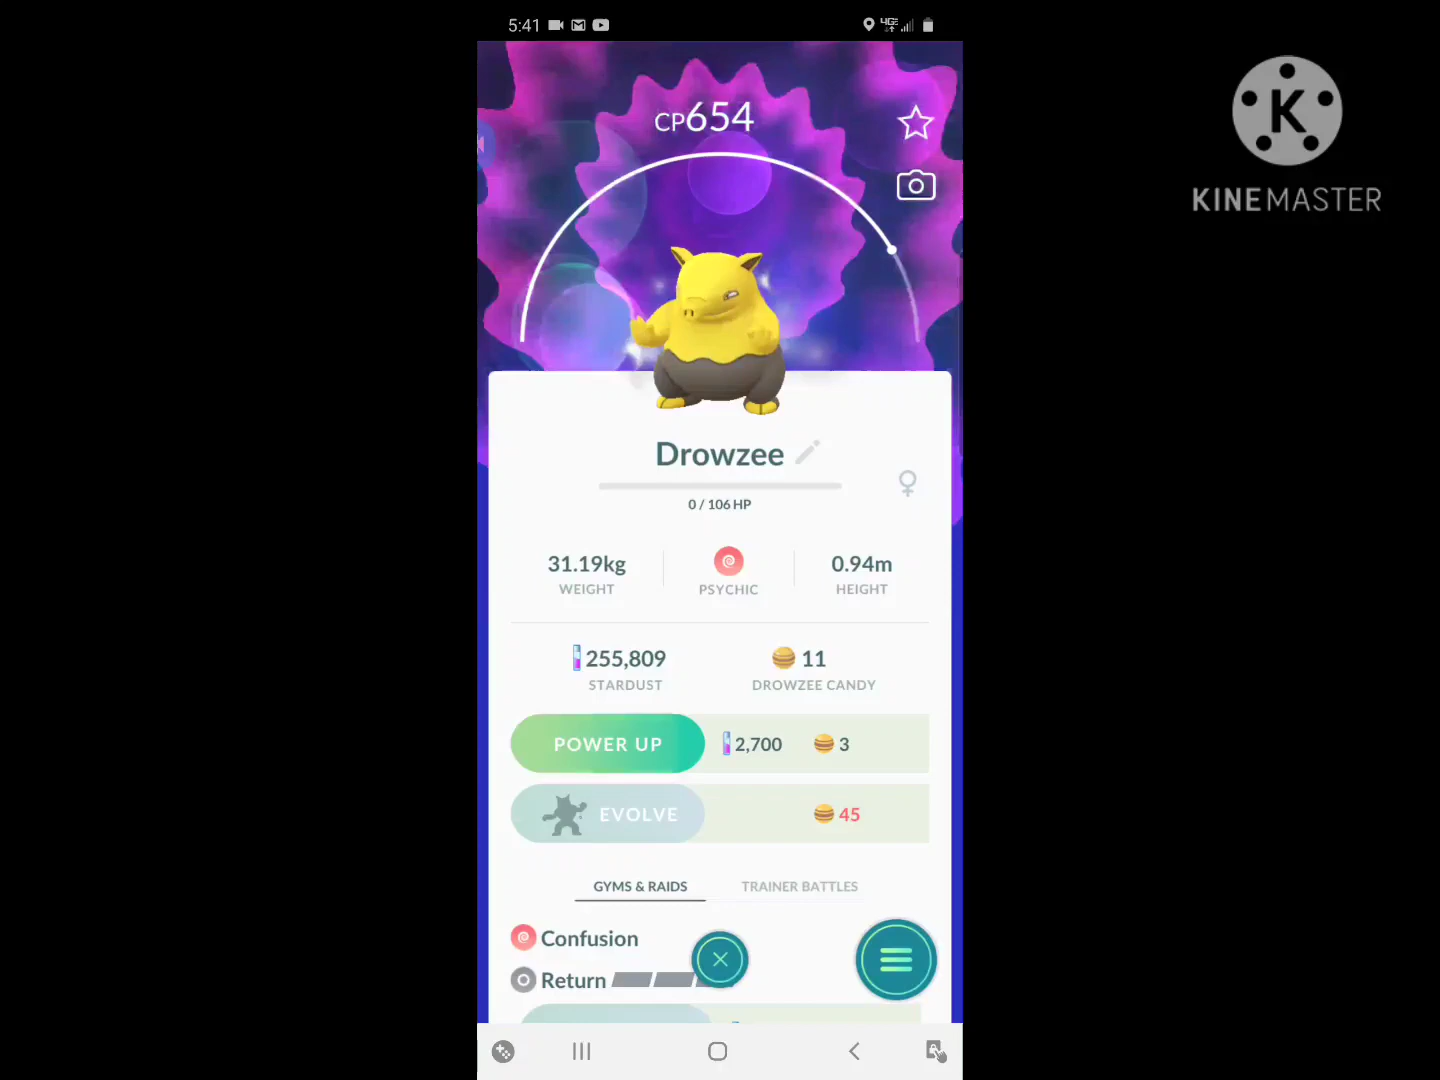 5:41
4GE
K
KINEMASTER
CP654
Drowzee
0 / 106 HP
31.19kg
WEIGHT
PSYCHIC
0.94m
HEIGHT
255,809
STARDUST
11
DROWZEE CANDY
POWER UP
2,700
3
EVOLVE
45
GYMS & RAIDS
TRAINER BATTLES
Confusion
Return